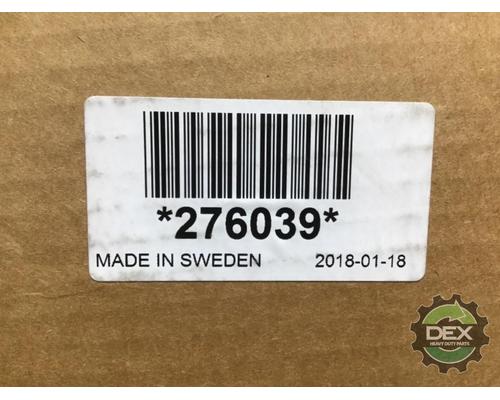 *276039*
MADE IN SWEDEN 2018-01-18
DEX
HEAVY DUTY PARTS